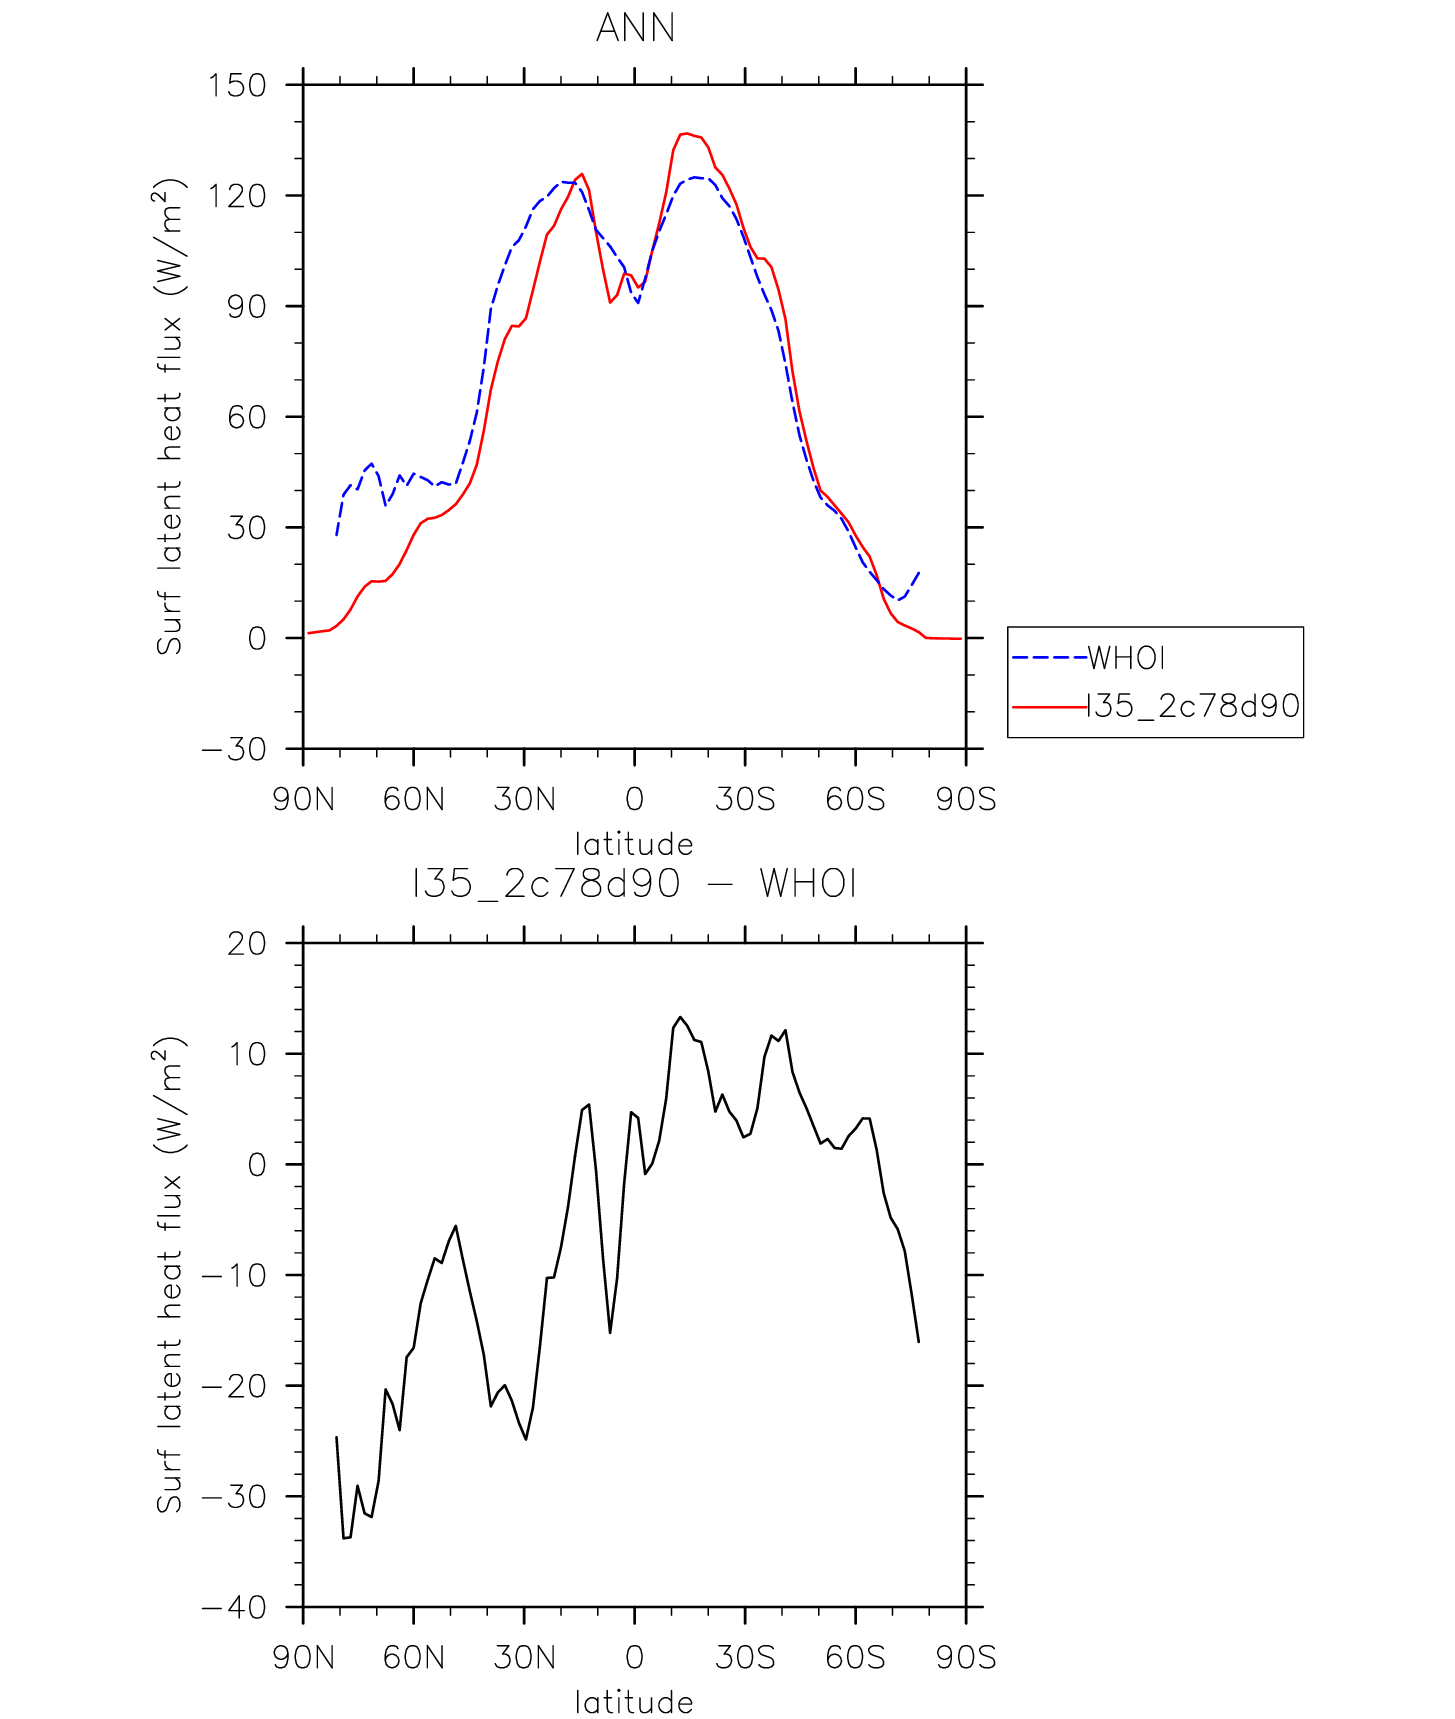 ANN
150
120
90
60
30
0
−30
Surf latent heat flux (W/m²)
90N 60N 30N 0 30S 60S 90S
latitude
WHOI
I35_2c78d90
I35_2c78d90 − WHOI
20
10
0
−10
−20
−30
−40
Surf latent heat flux (W/m²)
90N 60N 30N 0 30S 60S 90S
latitude